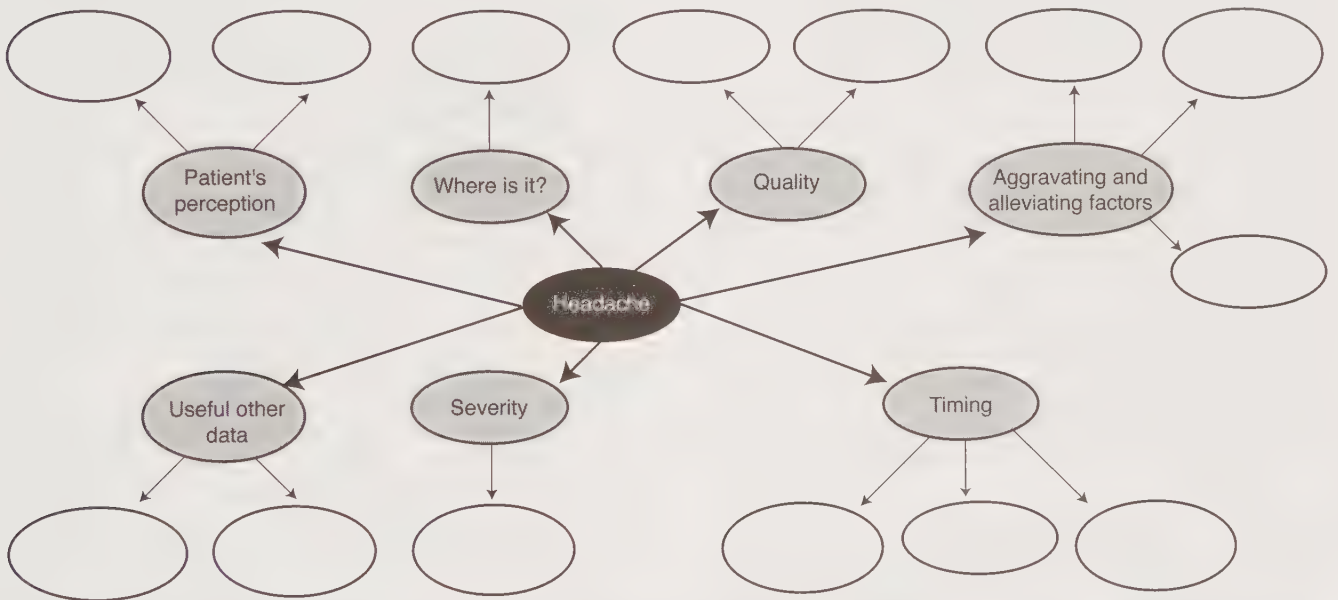 Patient's
perception
Where is it?
Quality
Aggravating and
alleviating factors
Headache
Useful other
data
Severity
Timing